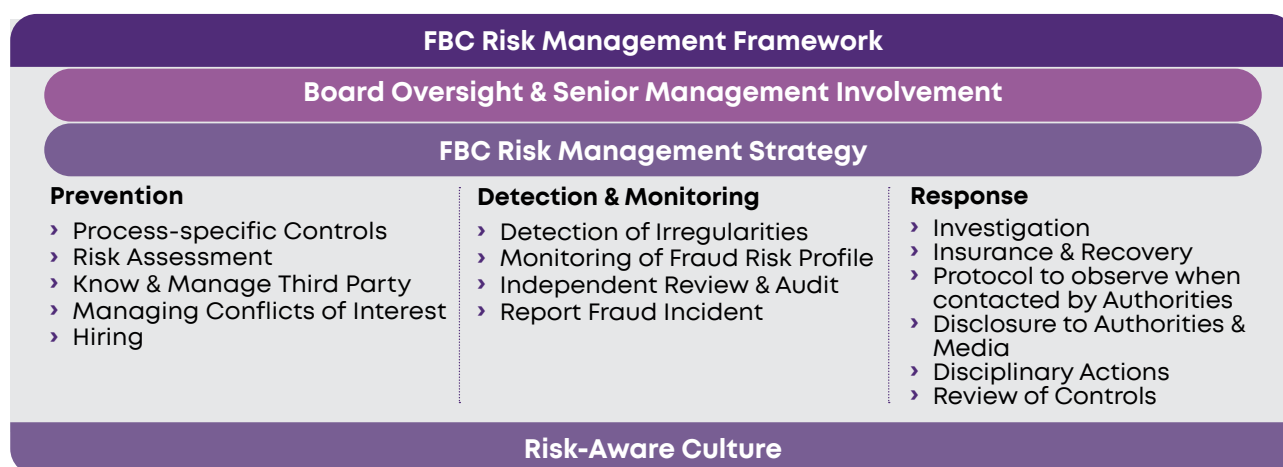 FBC Risk Management Framework
Board Oversight & Senior Management Involvement
FBC Risk Management Strategy
Prevention
› Process-specific Controls
› Risk Assessment
› Know & Manage Third Party
› Managing Conflicts of Interest
› Hiring
Detection & Monitoring
› Detection of Irregularities
› Monitoring of Fraud Risk Profile
› Independent Review & Audit
› Report Fraud Incident
Response
› Investigation
› Insurance & Recovery
› Protocol to observe when
contacted by Authorities
› Disclosure to Authorities &
Media
› Disciplinary Actions
› Review of Controls
Risk-Aware Culture